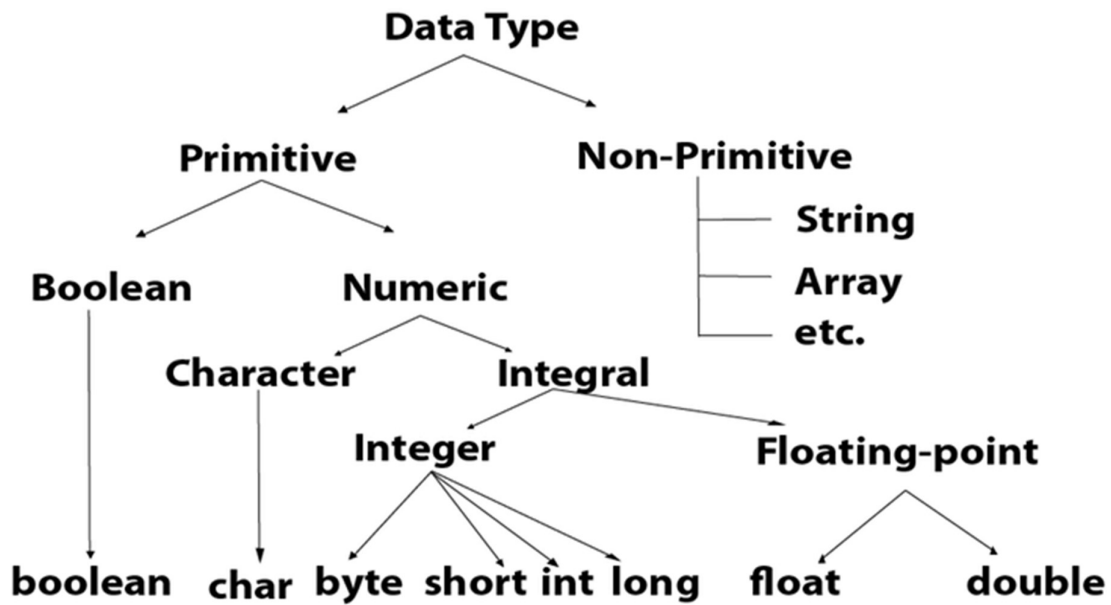 Data Type
Primitive
Non-Primitive
String
Array
etc.
Boolean
Numeric
Character
Integral
Integer
Floating-point
boolean
char
byte
short
int
long
float
double